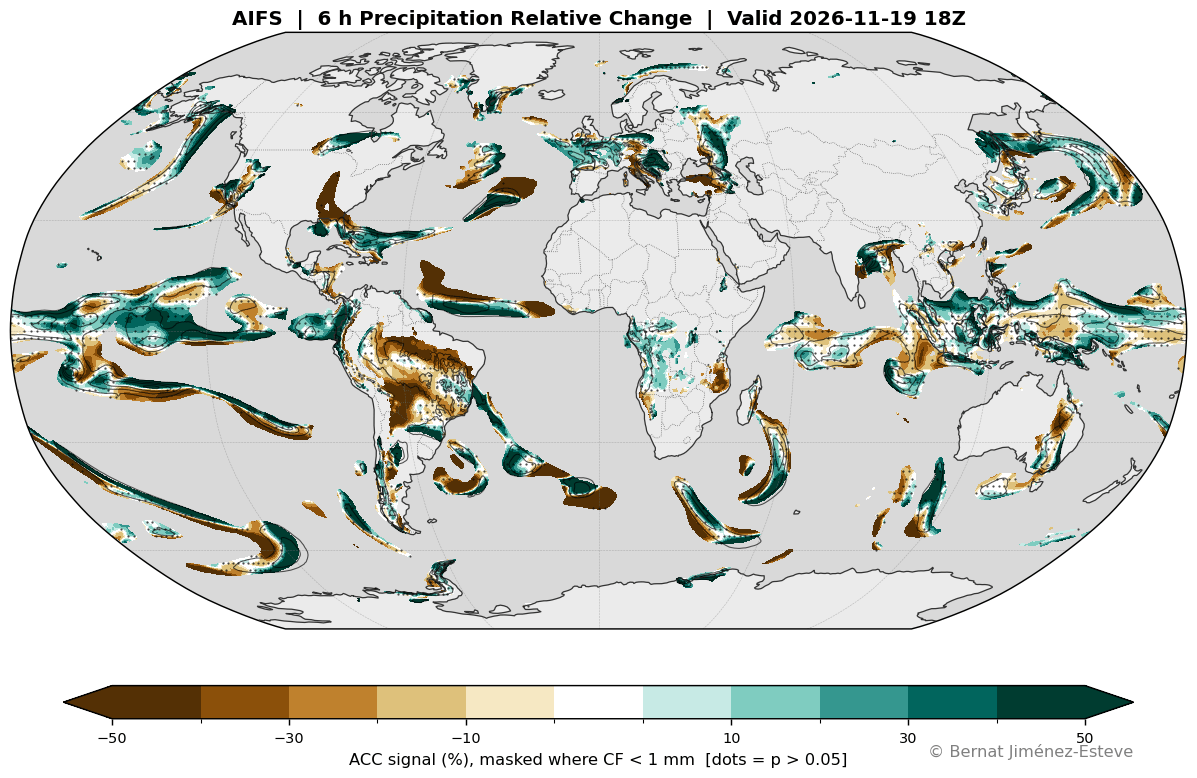 AIFS | 6 h Precipitation Relative Change | Valid 2026-11-19 18Z
−50 −30 −10 10 30 50
© Bernat Jiménez-Esteve
ACC signal (%), masked where CF < 1 mm [dots = p > 0.05]